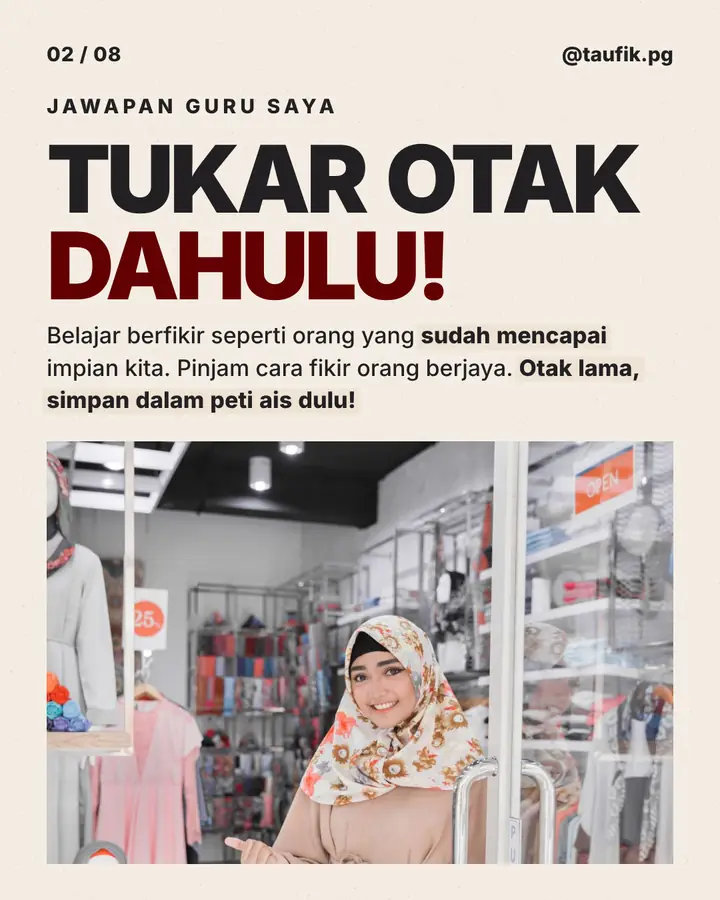 02 / 08
@taufik.pg
JAWAPAN GURU SAYA
TUKAR OTAK
DAHULU!
Belajar berfikir seperti orang yang sudah mencapai
impian kita. Pinjam cara fikir orang berjaya. Otak lama,
simpan dalam peti ais dulu!
OPEN
25%
P
U